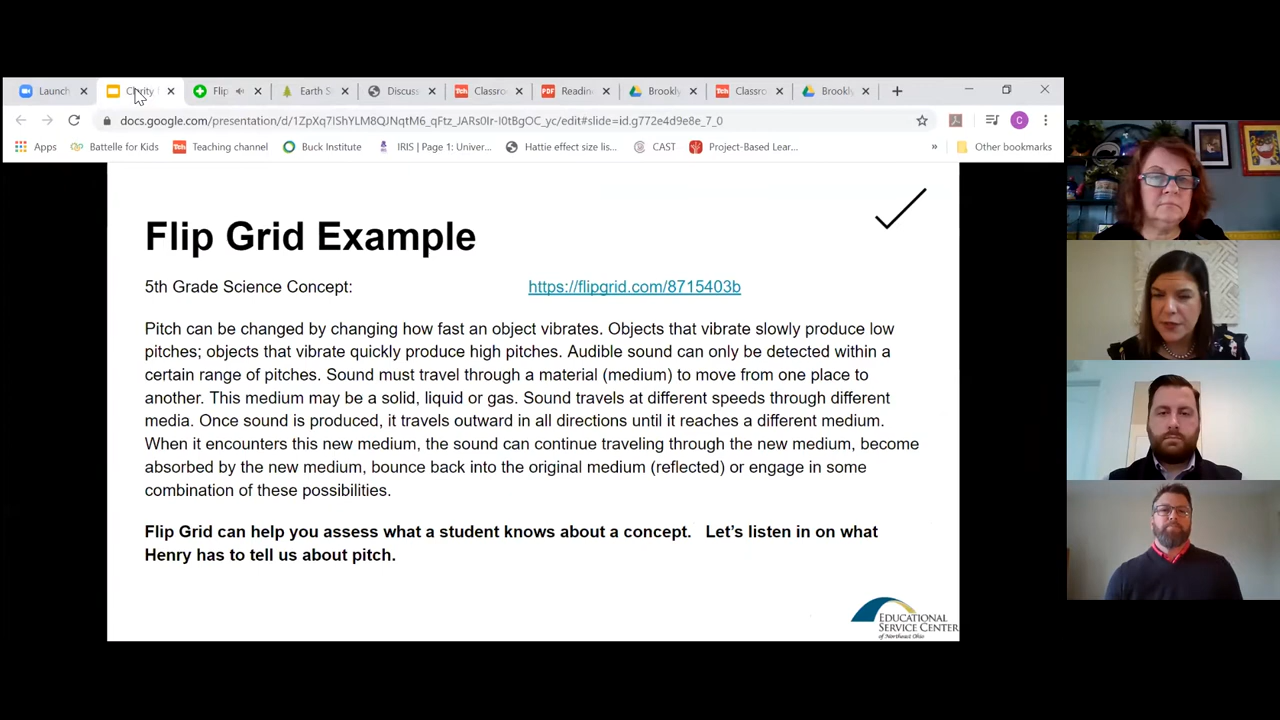 Launch
Clarity
Flip
Earth S
Discus
Classro
Readin
Brookly
Classro
Brookly
docs.google.com/presentation/d/1ZpXq7IShYLM8QJNqtM6_qFtz_JARs0Ir-I0tBgOC_yc/edit#slide=id.g772e4d9e8e_7_0
C
Apps
Battelle for Kids
Teaching channel
Buck Institute
IRIS | Page 1: Univer...
Hattie effect size lis...
CAST
Project-Based Lear...
»
Other bookmarks
Flip Grid Example
5th Grade Science Concept:
https://flipgrid.com/8715403b
Pitch can be changed by changing how fast an object vibrates. Objects that vibrate slowly produce low
pitches; objects that vibrate quickly produce high pitches. Audible sound can only be detected within a
certain range of pitches. Sound must travel through a material (medium) to move from one place to
another. This medium may be a solid, liquid or gas. Sound travels at different speeds through different
media. Once sound is produced, it travels outward in all directions until it reaches a different medium.
When it encounters this new medium, the sound can continue traveling through the new medium, become
absorbed by the new medium, bounce back into the original medium (reflected) or engage in some
combination of these possibilities.
Flip Grid can help you assess what a student knows about a concept. Let's listen in on what
Henry has to tell us about pitch.
EDUCATIONAL
SERVICE CENTER
of Northeast Ohio